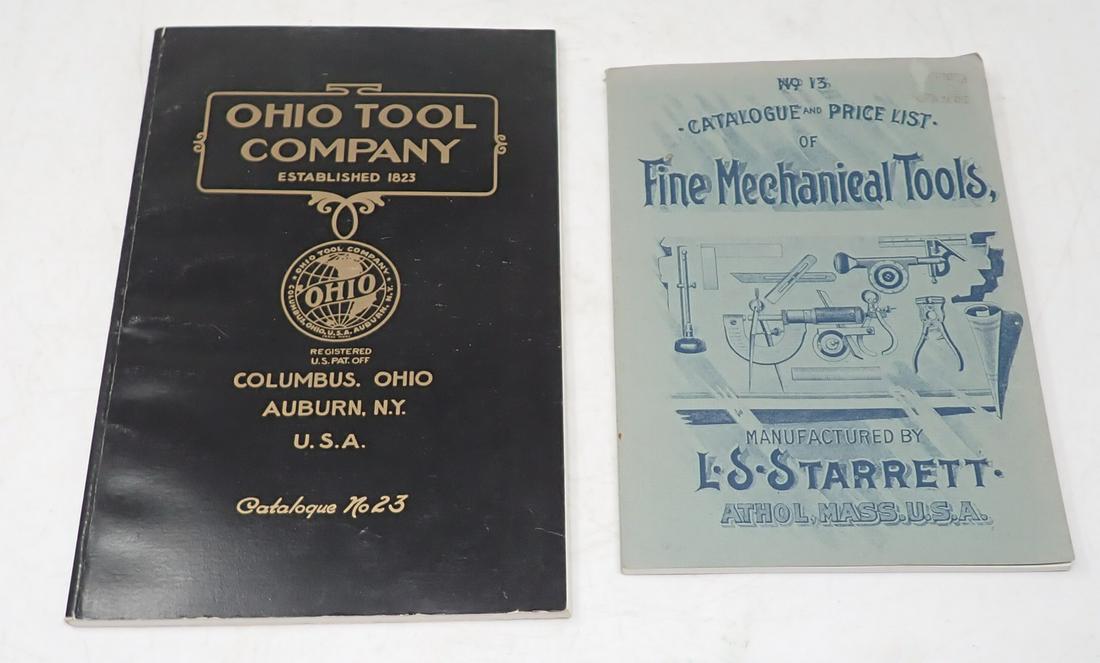 OHIO TOOL
COMPANY
ESTABLISHED 1823
OHIO TOOL COMPANY
OHIO
COLUMBUS, OHIO, U.S.A. AUBURN, N.Y.
REGISTERED
U.S. PAT. OFF
COLUMBUS. OHIO
AUBURN, N.Y.
U.S.A.
Catalogue No 23
No 13
CATALOGUE AND PRICE LIST
OF
Fine Mechanical Tools,
MANUFACTURED BY
L.S.STARRETT.
ATHOL, MASS. U.S.A.